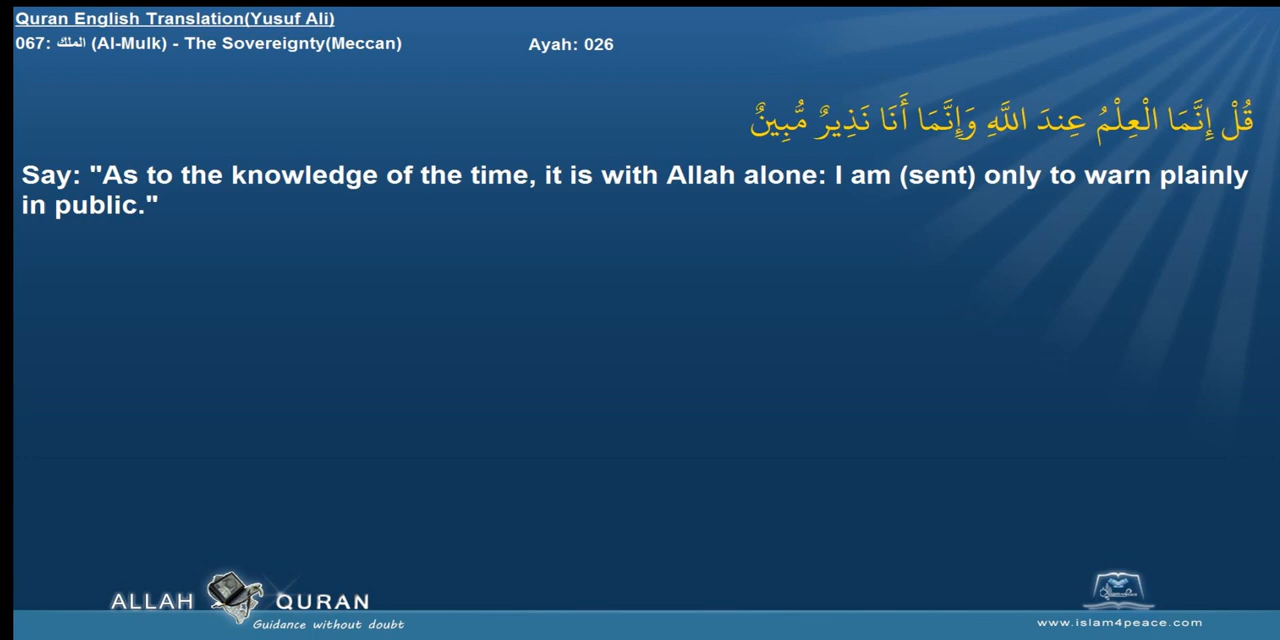 Quran English Translation(Yusuf Ali)
067: الملك (Al-Mulk) - The Sovereignty(Meccan) Ayah: 026
قُلْ إِنَّمَا الْعِلْمُ عِندَ اللَّهِ وَإِنَّمَا أَنَا نَذِيرٌ مُّبِينٌ
Say: "As to the knowledge of the time, it is with Allah alone: I am (sent) only to warn plainly
in public."
ALLAH QURAN
Guidance without doubt
www.islam4peace.com